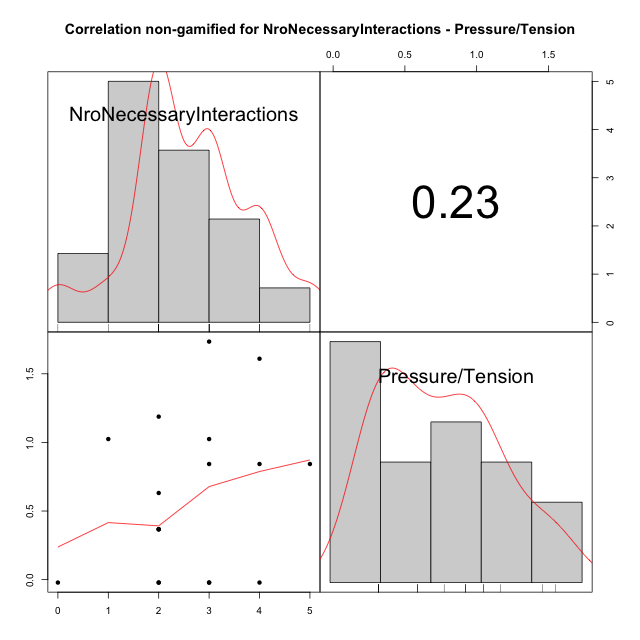 Correlation non-gamified for NroNecessaryInteractions - Pressure/Tension
0.0 0.5 1.0 1.5
NroNecessaryInteractions
0.23
5
4
3
2
1
0
Pressure/Tension
1.5
1.0
0.5
0.0
0 1 2 3 4 5